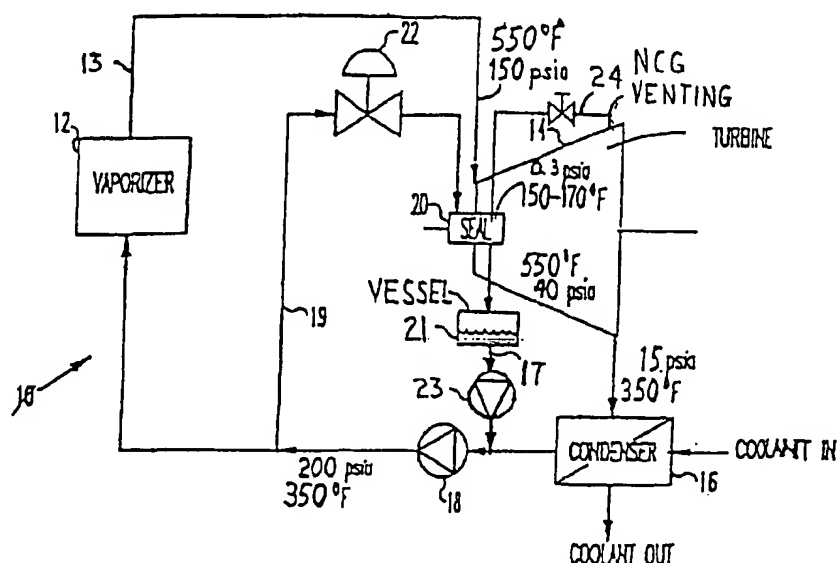 22
13
550°F
150 psia
NCG
VENTING
24
12
11
TURBINE
VAPORIZER
0.3 psia
150-170°F
20
SEAL
550°F
40 psia
VESSEL
21
19
17
15 psia
350°F
10
23
CONDENSER
COOLANT IN
200 psia
350°F
18
16
COOLANT OUT